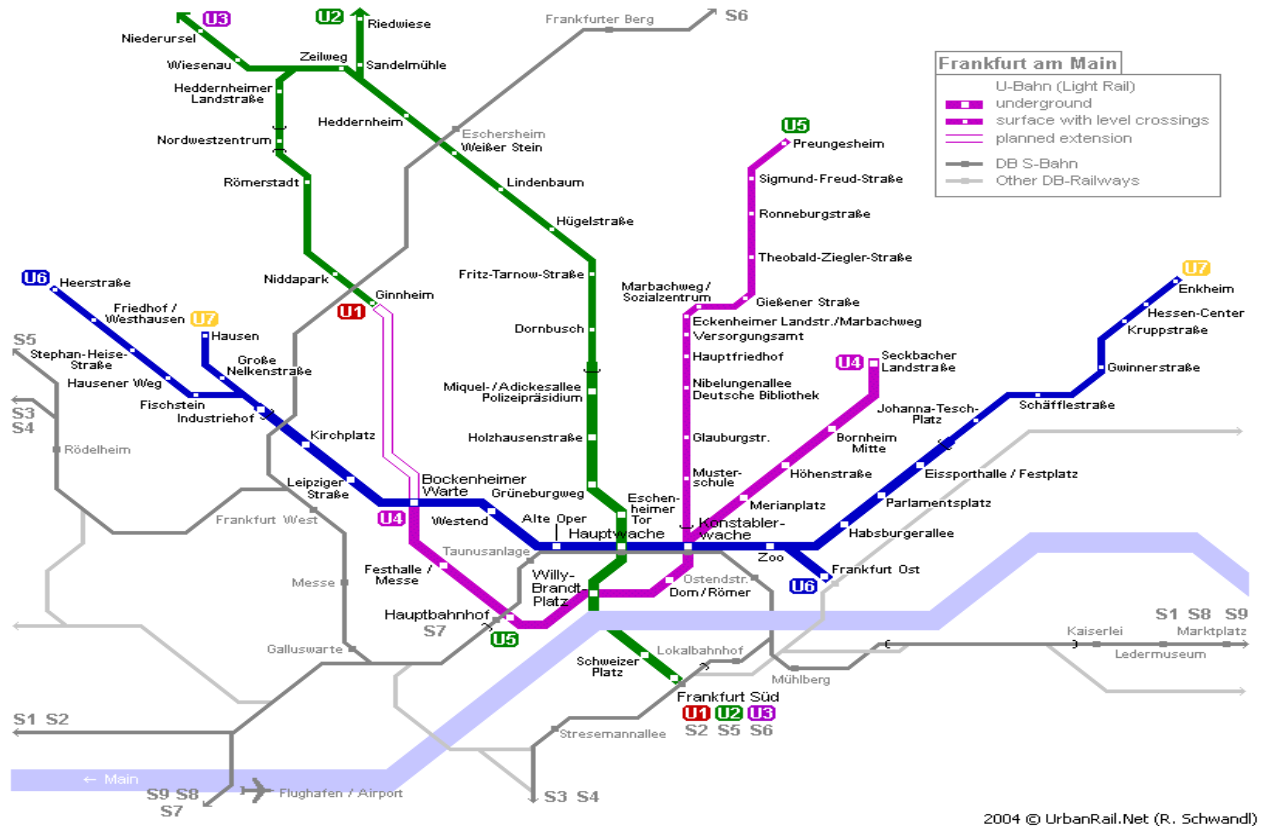 U3
U2
Riedwiese
Frankfurter Berg
S6
Niederursel
Wiesenau
Zeilweg
Sandelmühle
Heddernheimer
Landstraße
Heddernheim
Eschersheim
Weißer Stein
Nordwestzentrum
Römerstadt
Lindenbaum
Hügelstraße
Niddapark
Fritz-Tarnow-Straße
Ginnheim
U1
Dornbusch
Miquel-/Adickesallee
Polizeipräsidium
Holzhausenstraße
Grüneburgweg
Eschen-
heimer
Tor
Frankfurt am Main
U-Bahn (Light Rail)
underground
surface with level crossings
planned extension
DB S-Bahn
Other DB-Railways
U5
Preungesheim
Sigmund-Freud-Straße
Ronneburgstraße
Theobald-Ziegler-Straße
Marbachweg/
Sozialzentrum
Gießener Straße
Eckenheimer Landstr./Marbachweg
Versorgungsamt
Hauptfriedhof
Nibelungenallee
Deutsche Bibliothek
Glauburgstr.
Muster-
schule
U4
Seckbacher
Landstraße
Bornheim
Mitte
Höhenstraße
Merianplatz
U7
Enkheim
Hessen-Center
Kruppstraße
Gwinnerstraße
Schäfflestraße
Johanna-Tesch-
Platz
Eissporthalle / Festplatz
Parlamentsplatz
Habsburgerallee
U6
Heerstraße
Friedhof /
Westhausen
U7
Hausen
Stephan-Heise-
Straße
Große
Nelkenstraße
Hausener Weg
Fischstein
Industriehof
Kirchplatz
Leipziger
Straße
Bockenheimer
Warte
U4
Westend
Alte Oper
Hauptwache
Konstabler-
wache
Zoo
Frankfurt Ost
U6
S5
S3
S4
Rödelheim
Frankfurt West
Taunusanlage
Festhalle /
Messe
Messe
Willy-
Brandt-
Platz
Ostendstr.
Dom/Römer
Hauptbahnhof
S7
U5
Galluswarte
Schweizer
Platz
Lokalbahnhof
Mühlberg
S1 S8 S9
Kaiserlei
Marktplatz
Ledermuseum
Frankfurt Süd
U1 U2 U3
S2 S5 S6
Stresemannallee
S1 S2
← Main
S9 S8
S7
Flughafen / Airport
S3 S4
2004 © UrbanRail.Net (R. Schwandl)